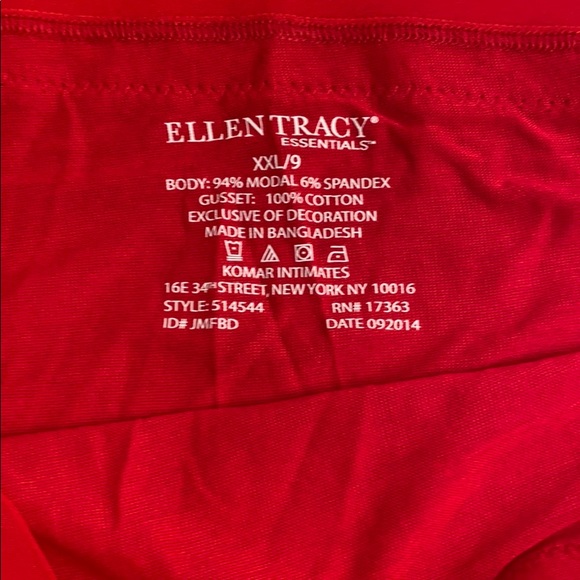 ELLEN TRACY®
ESSENTIALS™
XXL/9
BODY: 94% MODAL 6% SPANDEX
GUSSET: 100% COTTON
EXCLUSIVE OF DECORATION
MADE IN BANGLADESH
KOMAR INTIMATES
16E 34TH STREET, NEW YORK NY 10016
STYLE: 514544 RN# 17363
ID# JMFBD DATE 092014